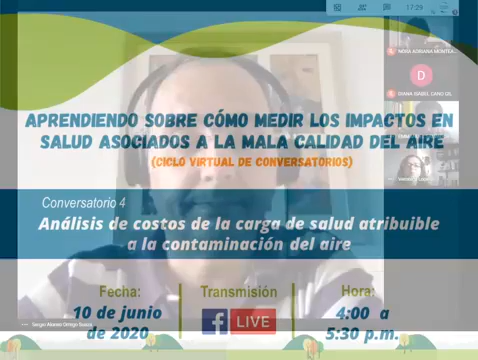 17:29
DIANA ISABEL CANO GIL
D
APRENDIENDO SOBRE CÓMO MEDIR LOS IMPACTOS EN
SALUD ASOCIADOS A LA MALA CALIDAD DEL AIRE
(CICLO VIRTUAL DE CONVERSATORIOS)
Conversatorio 4
Análisis de costos de la carga de salud atribuible
a la contaminación del aire
Fecha:
10 de junio
de 2020
Transmisión
f LIVE
Hora:
4:00 a
5:30 p.m.